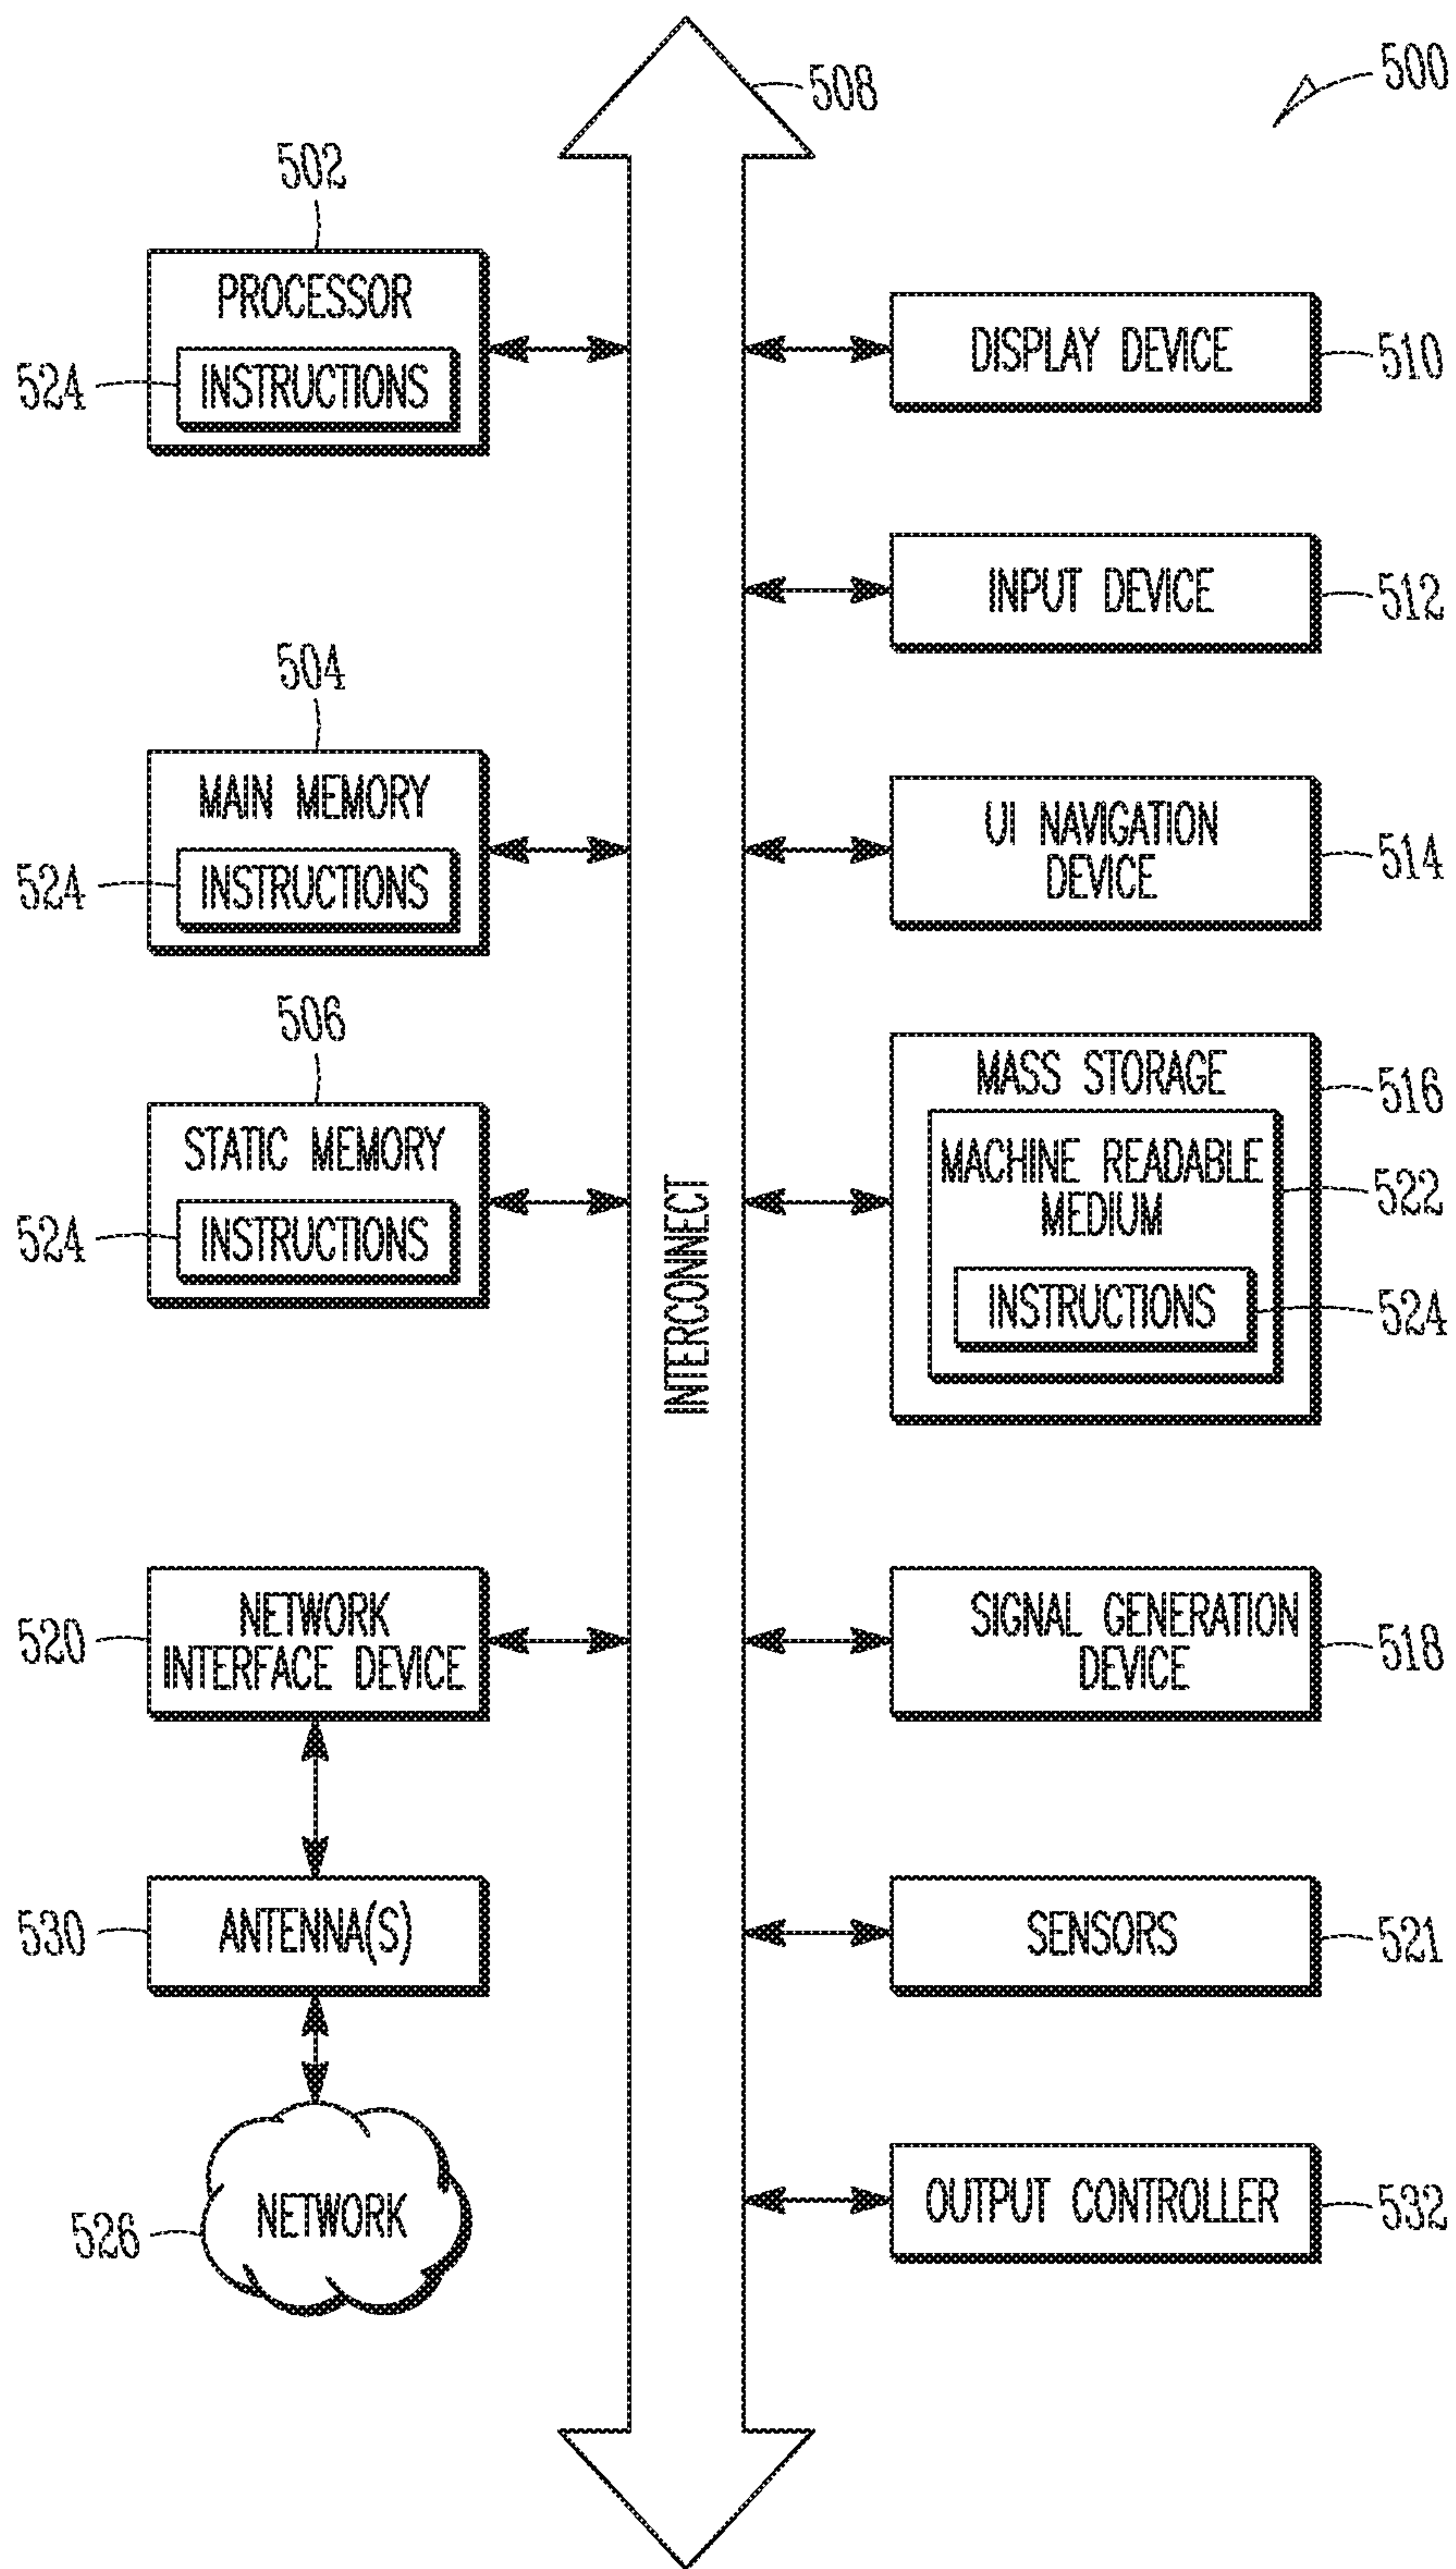 508
500
502
PROCESSOR
524
INSTRUCTIONS
DISPLAY DEVICE
510
INPUT DEVICE
512
504
MAIN MEMORY
524
INSTRUCTIONS
UI NAVIGATION
DEVICE
514
506
STATIC MEMORY
524
INSTRUCTIONS
INTERCONNECT
MASS STORAGE
516
MACHINE READABLE
MEDIUM
522
INSTRUCTIONS
524
520
NETWORK
INTERFACE DEVICE
SIGNAL GENERATION
DEVICE
518
530
ANTENNA(S)
SENSORS
521
526
NETWORK
OUTPUT CONTROLLER
532